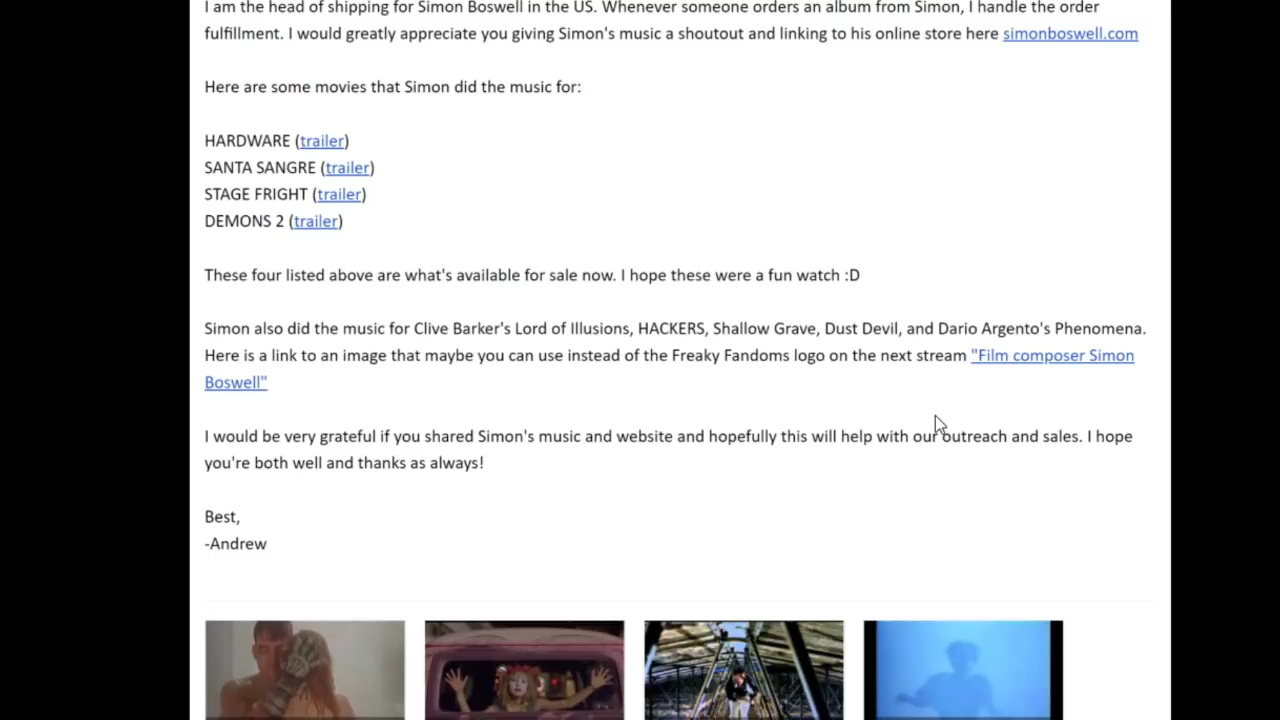 I am the head of shipping for Simon Boswell in the US. Whenever someone orders an album from Simon, I handle the order
fulfillment. I would greatly appreciate you giving Simon's music a shoutout and linking to his online store here simonboswell.com
Here are some movies that Simon did the music for:
HARDWARE (trailer)
SANTA SANGRE (trailer)
STAGE FRIGHT (trailer)
DEMONS 2 (trailer)
These four listed above are what's available for sale now. I hope these were a fun watch :D
Simon also did the music for Clive Barker's Lord of Illusions, HACKERS, Shallow Grave, Dust Devil, and Dario Argento's Phenomena.
Here is a link to an image that maybe you can use instead of the Freaky Fandoms logo on the next stream "Film composer Simon
Boswell"
I would be very grateful if you shared Simon's music and website and hopefully this will help with our outreach and sales. I hope
you're both well and thanks as always!
Best,
-Andrew